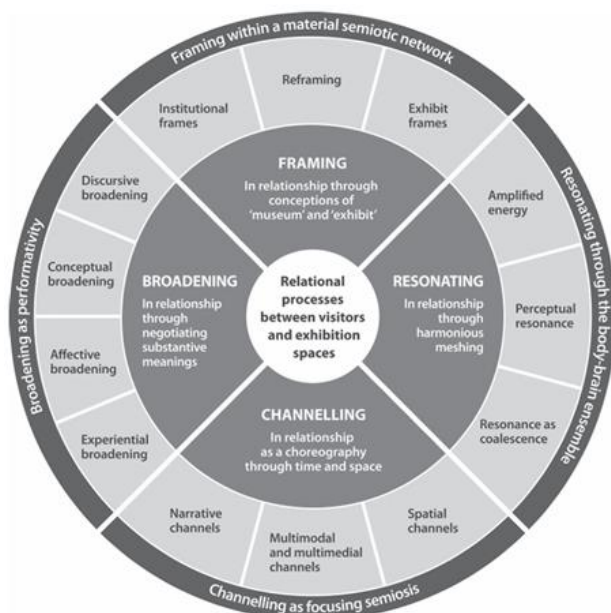 Framing within a material semiotic network
Institutional
frames
Reframing
Exhibit
frames
FRAMING
In relationship through
conceptions of
'museum' and 'exhibit'
Resonating through the body-brain ensemble
Amplified
energy
Perceptual
resonance
Resonance as
coalescence
RESONATING
In relationship
through
harmonious
meshing
Channelling as focusing semiosis
Spatial
channels
Multimodal
and multimedial
channels
Narrative
channels
CHANNELLING
In relationship
as a choreography
through time and space
Broadening as performativity
Discursive
broadening
Conceptual
broadening
Affective
broadening
Experiential
broadening
BROADENING
In relationship
through
negotiating
substantive
meanings
Relational
processes
between visitors
and exhibition
spaces